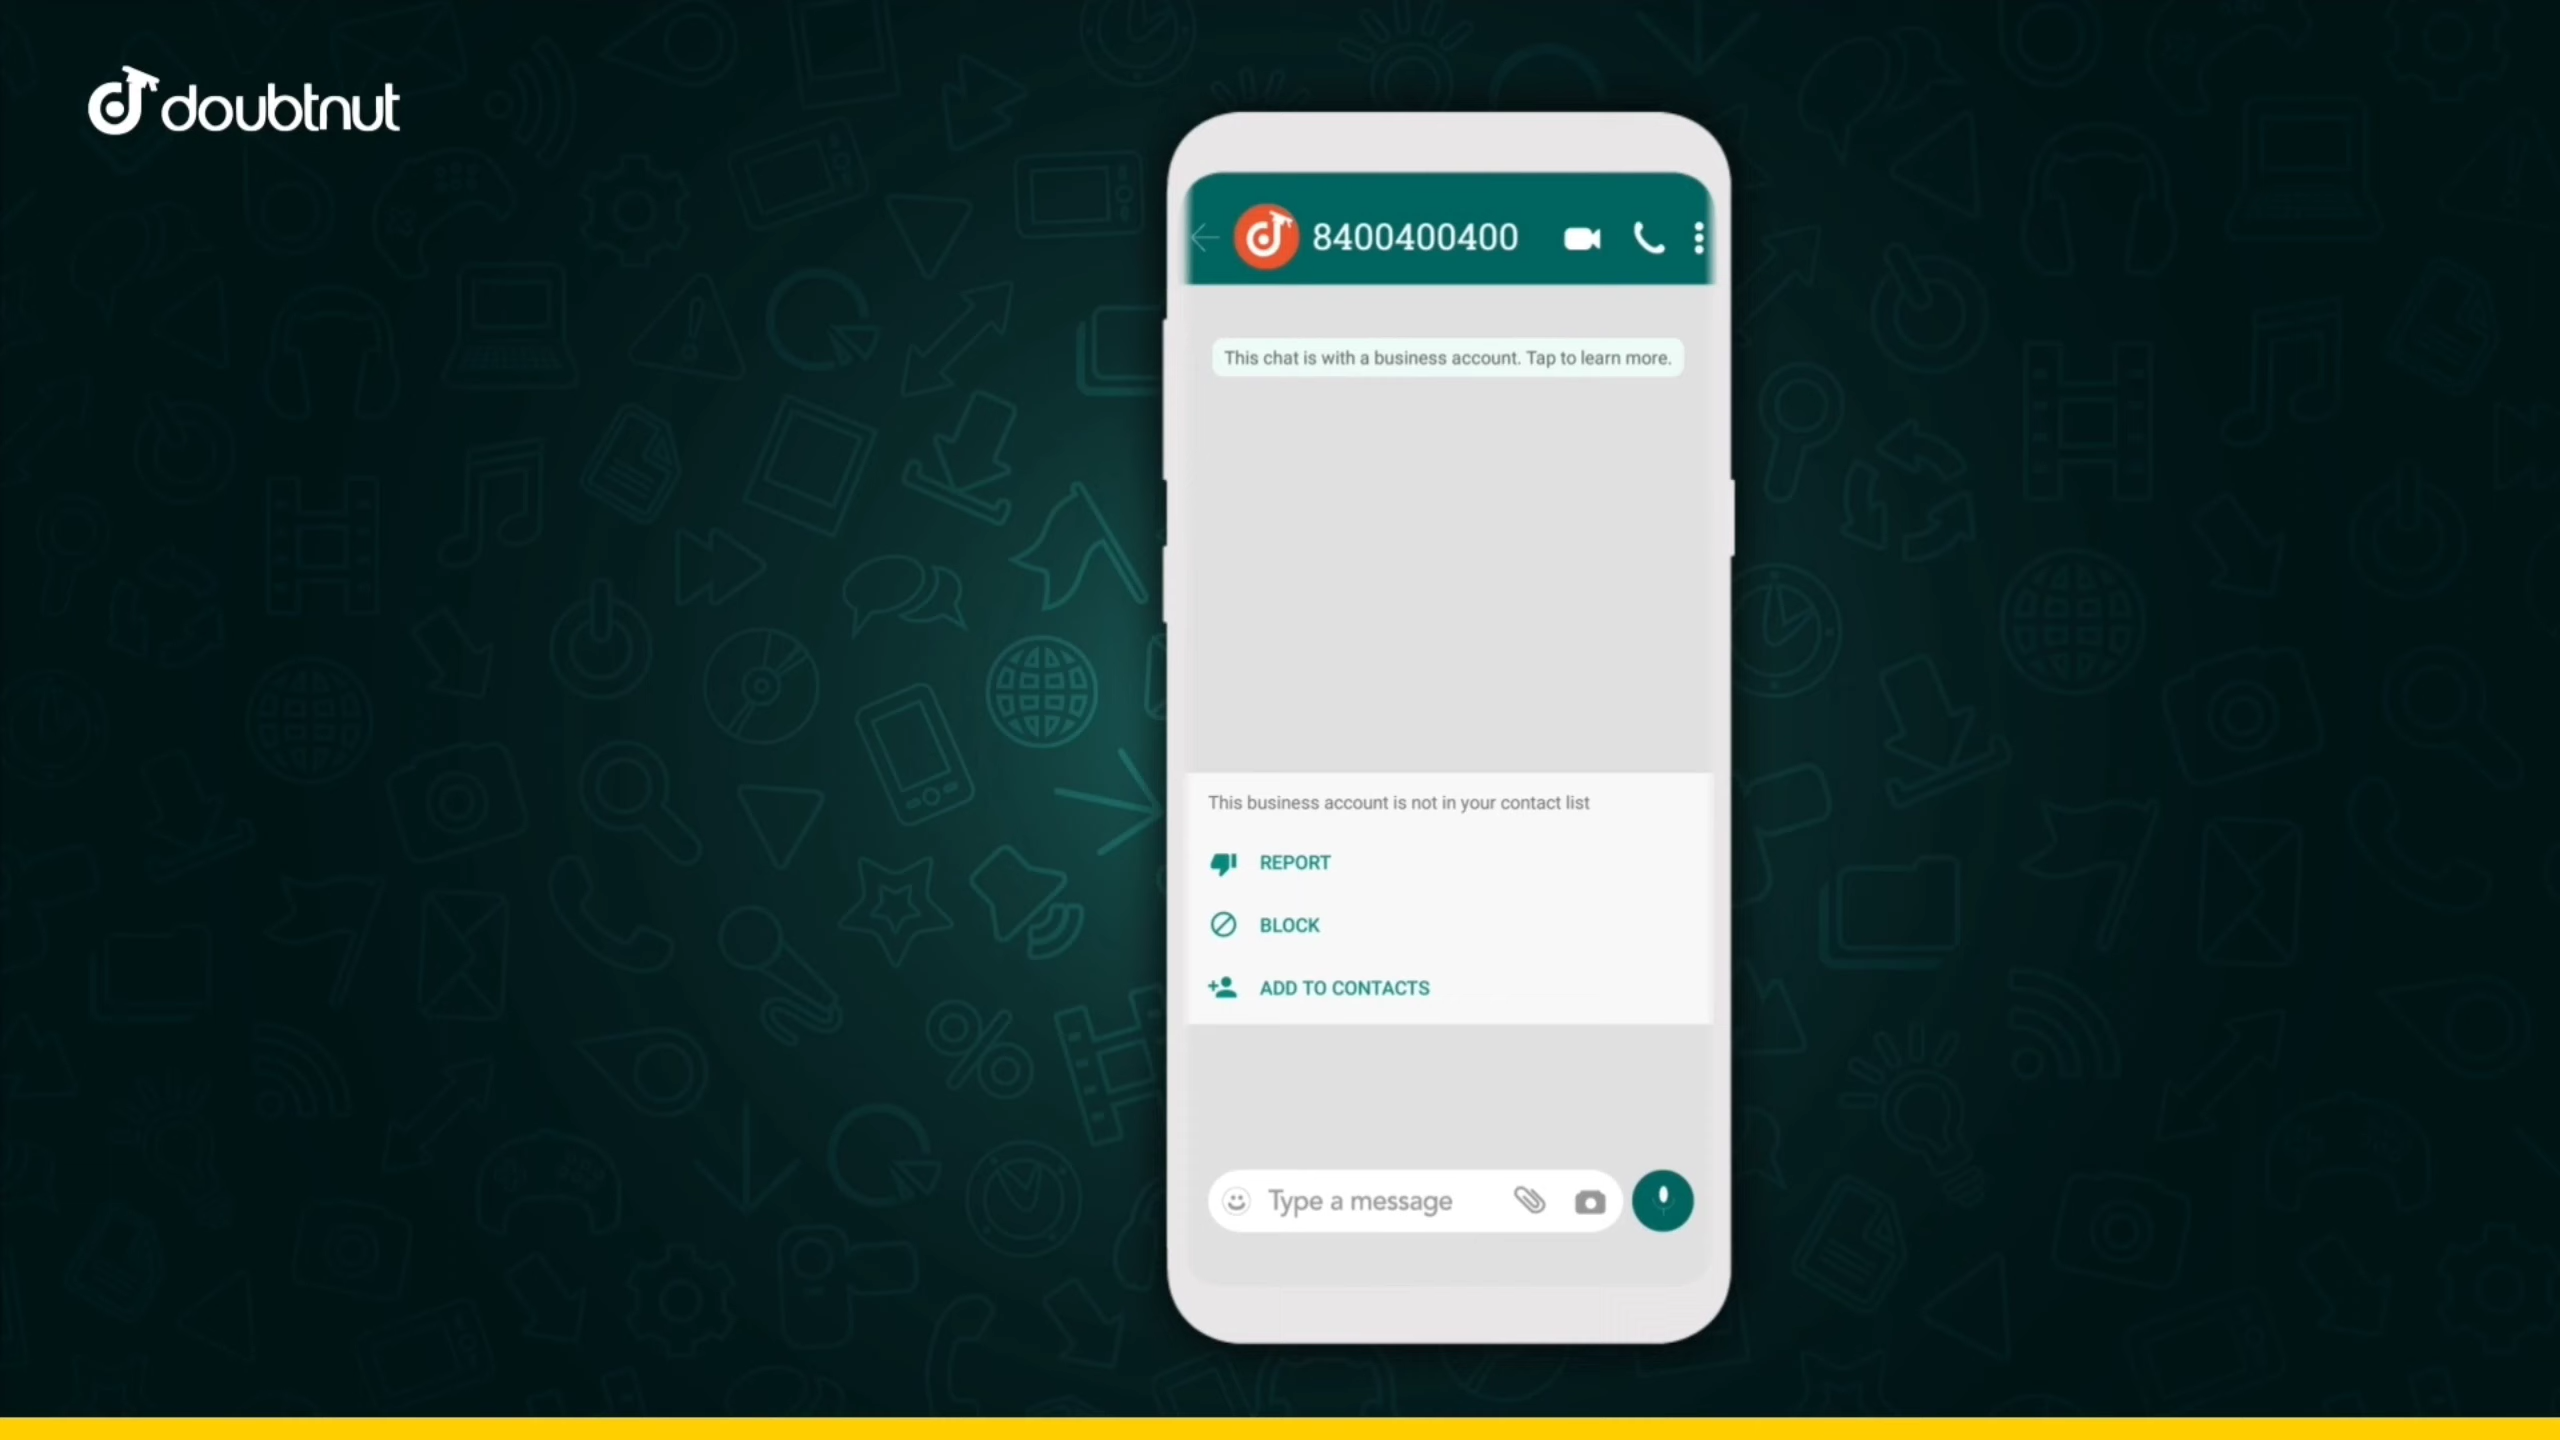 doubtnut
8400400400
This chat is with a business account. Tap to learn more.
This business account is not in your contact list
REPORT
BLOCK
ADD TO CONTACTS
Type a message